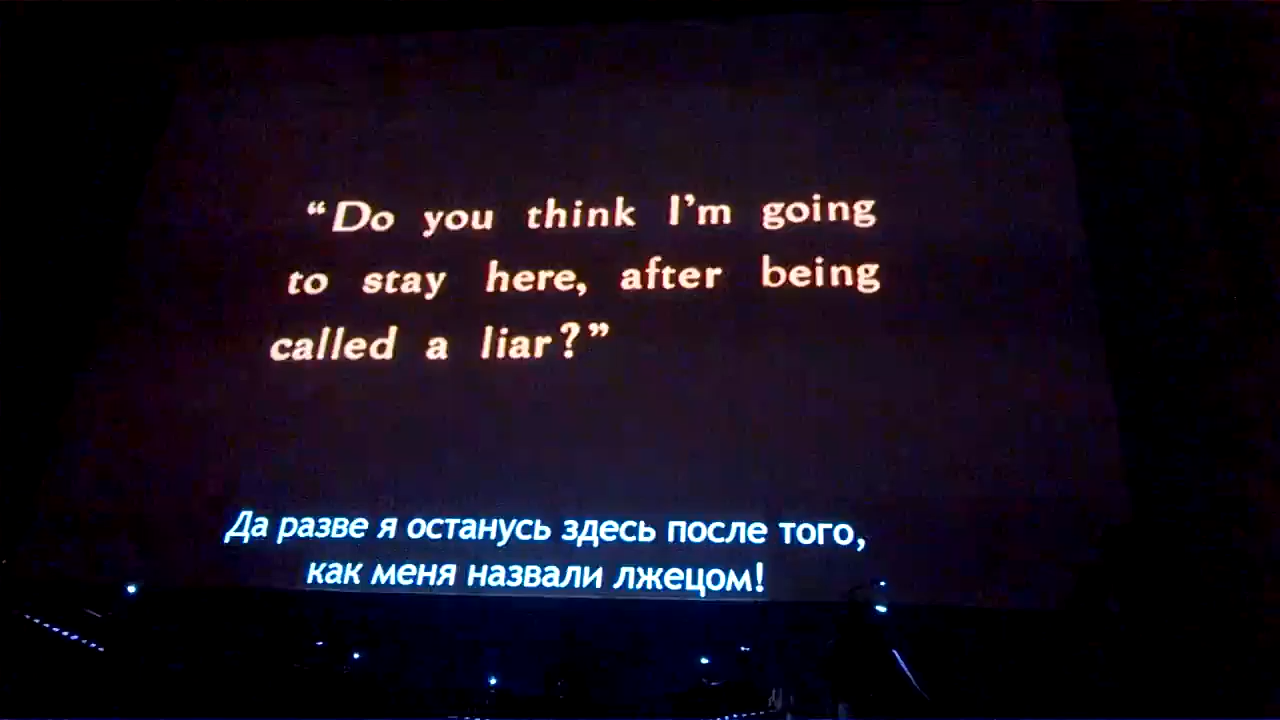 “Do you think I’m going
to stay here, after being
called a liar?”
Да разве я останусь здесь после того,
как меня назвали лжецом!